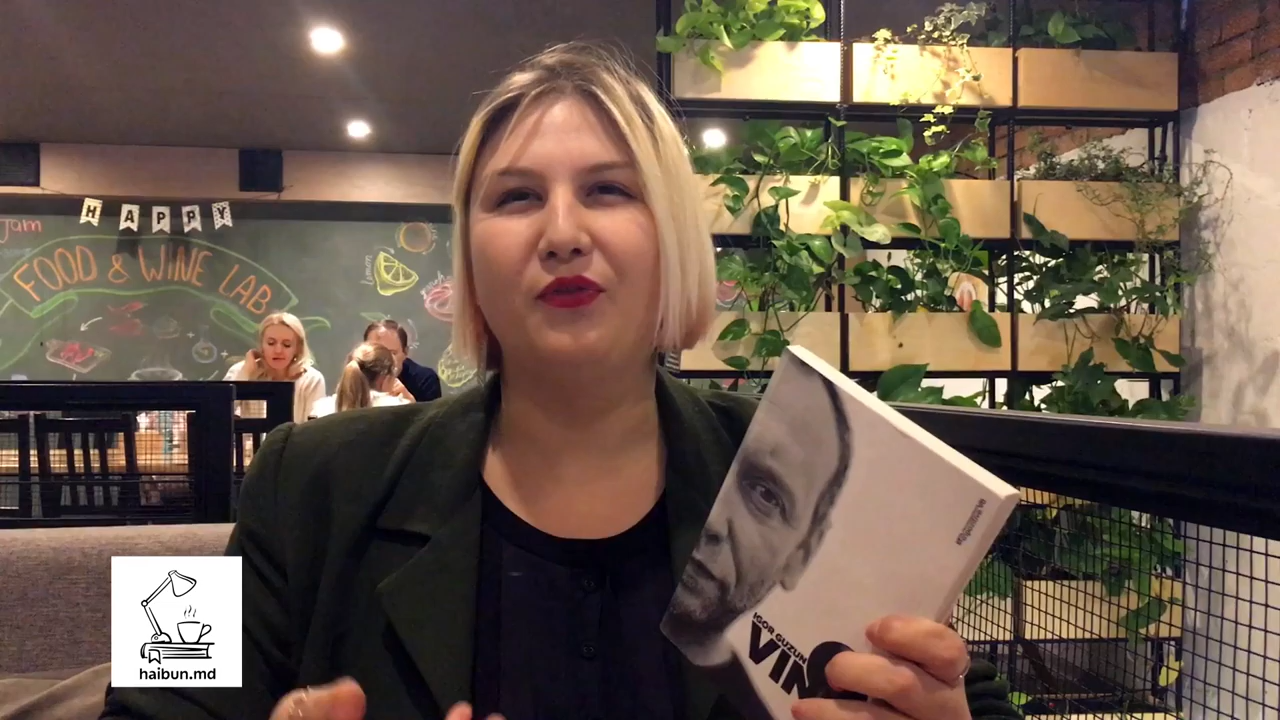 Jam
HAPPY
FOOD & WINE LAB
lemon
IGOR GUZUN
haibun.md